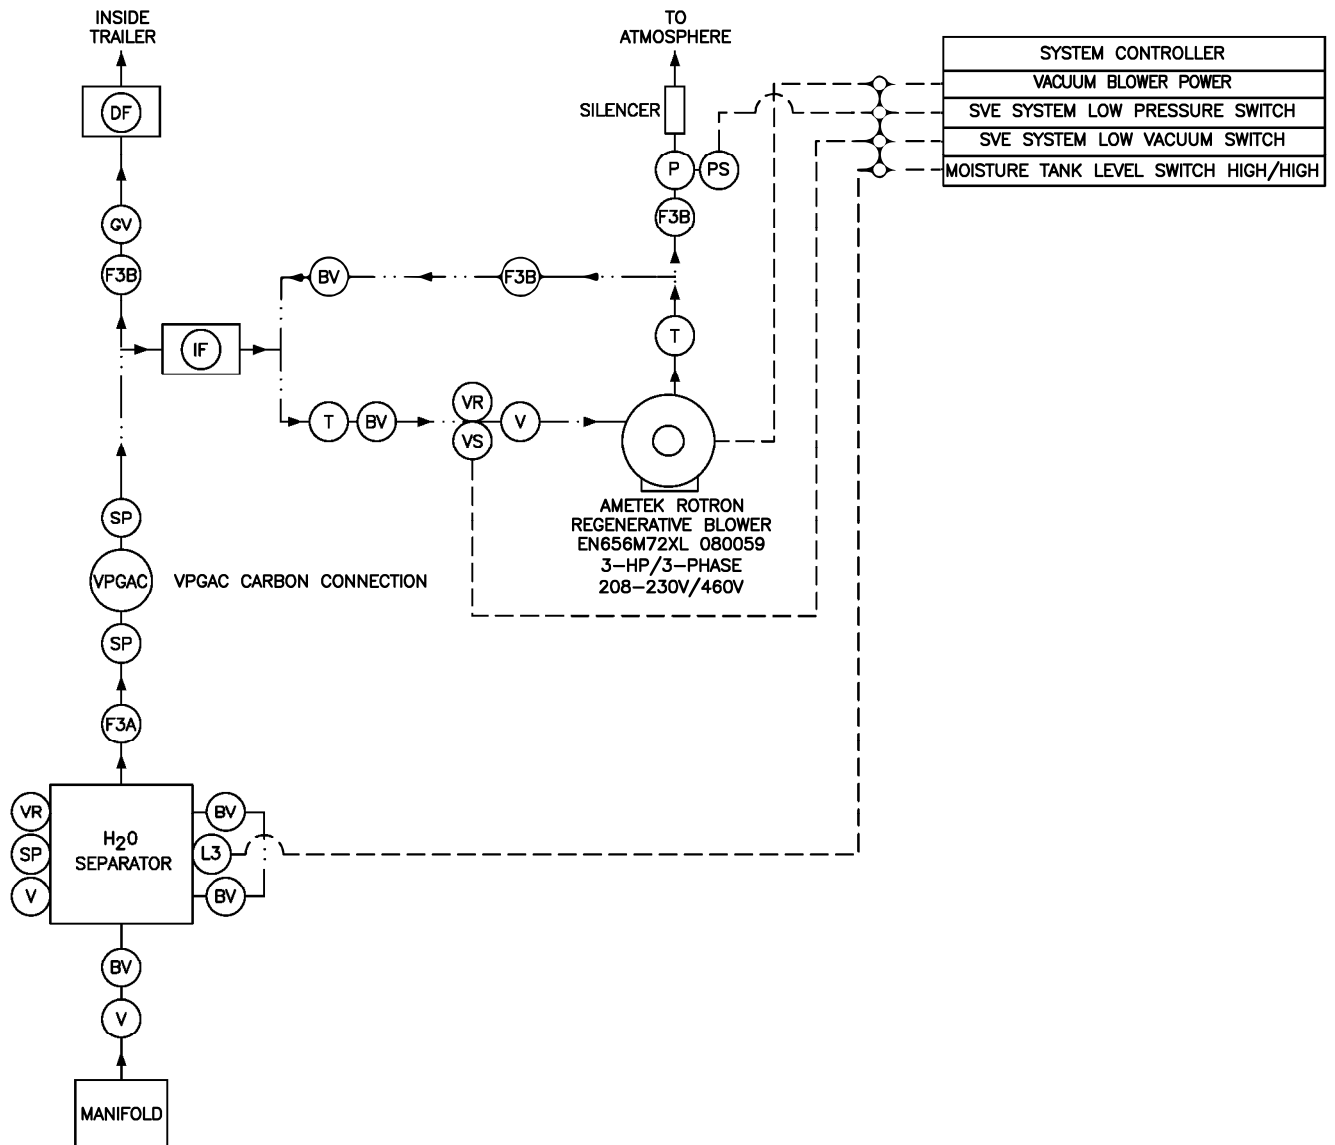 INSIDE
TRAILER
TO
ATMOSPHERE
SYSTEM CONTROLLER
VACUUM BLOWER POWER
SVE SYSTEM LOW PRESSURE SWITCH
SVE SYSTEM LOW VACUUM SWITCH
MOISTURE TANK LEVEL SWITCH HIGH/HIGH
DF
SILENCER
P
PS
GV
F3B
F3B
BV
F3B
IF
T
T
BV
VR
VS
V
AMETEK ROTRON
REGENERATIVE BLOWER
EN656M72XL 080059
3-HP/3-PHASE
208-230V/460V
SP
VPGAC
VPGAC CARBON CONNECTION
SP
F3A
VR
SP
V
H2O
SEPARATOR
BV
L3
BV
BV
V
MANIFOLD